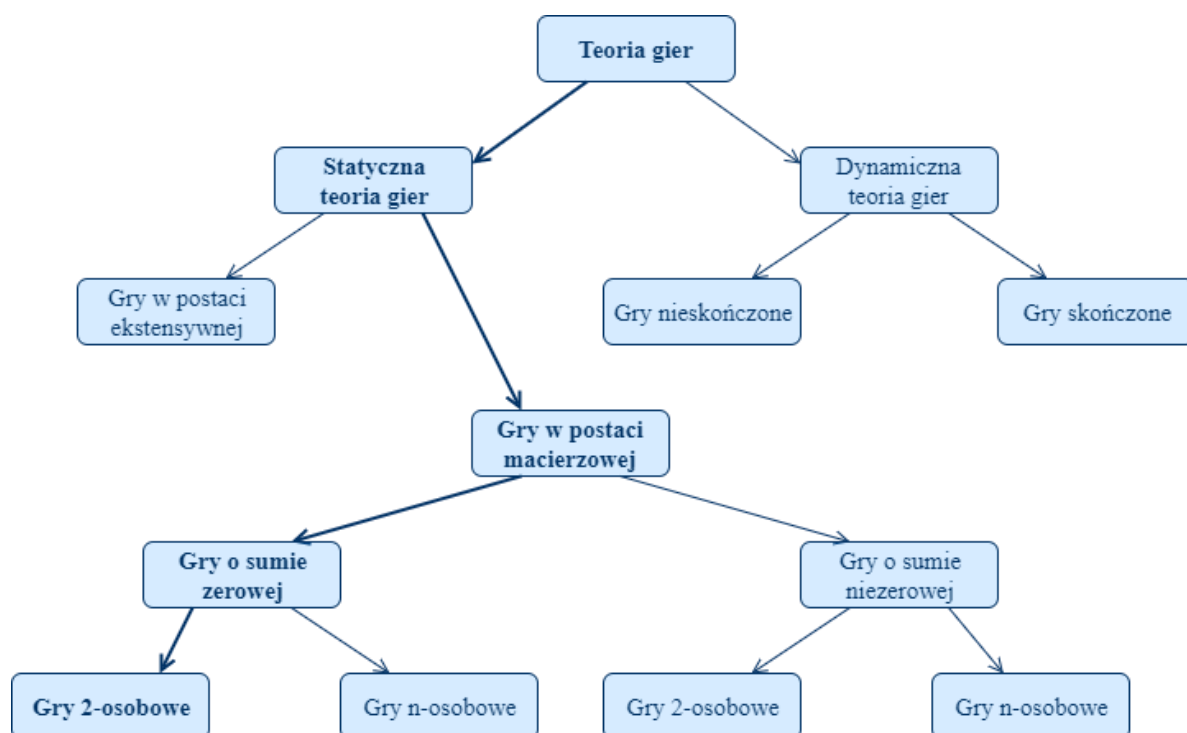 Teoria gier
Statyczna
teoria gier
Dynamiczna
teoria gier
Gry w postaci
ekstensywnej
Gry nieskończone
Gry skończone
Gry w postaci
macierzowej
Gry o sumie
zerowej
Gry o sumie
niezerowej
Gry 2-osobowe
Gry n-osobowe
Gry 2-osobowe
Gry n-osobowe